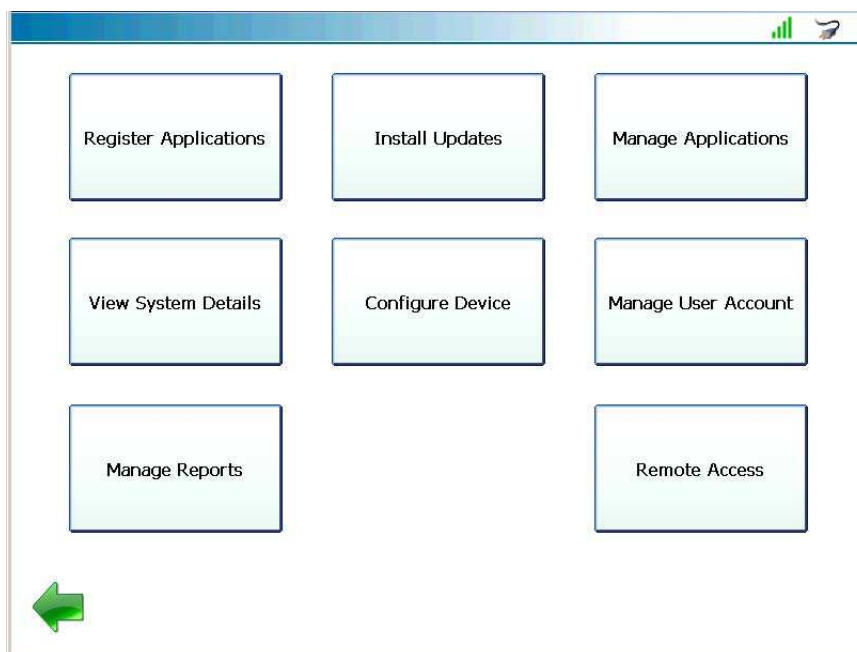 Register Applications
Install Updates
Manage Applications
View System Details
Configure Device
Manage User Account
Manage Reports
Remote Access